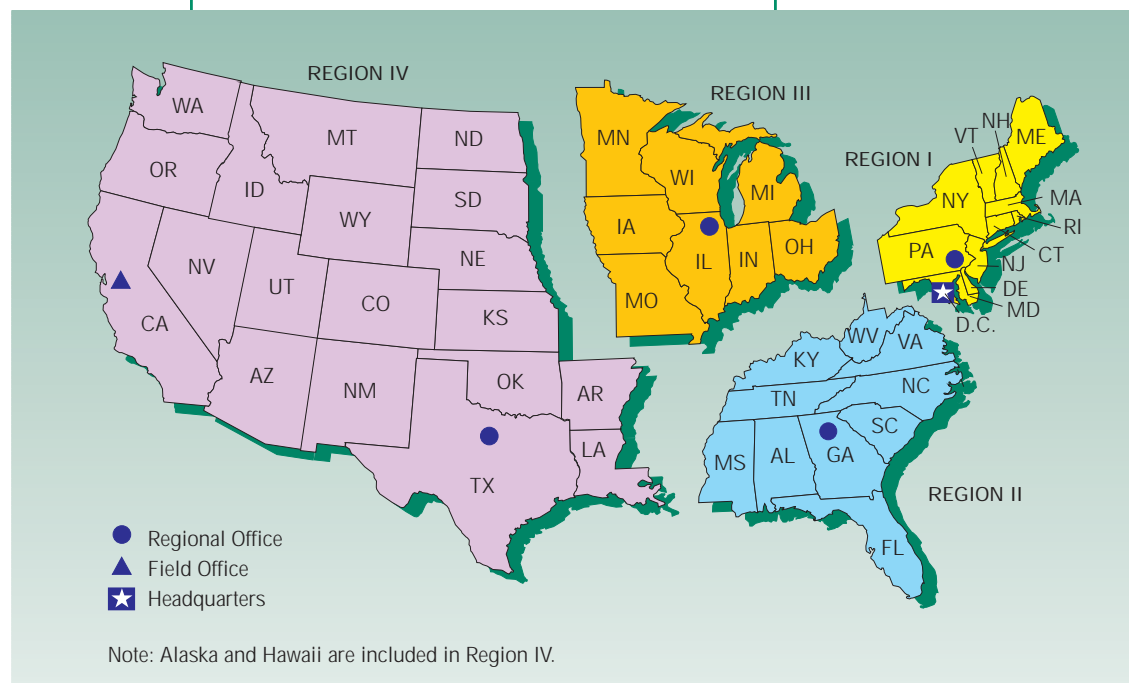 REGION IV
REGION III
REGION I
REGION II
WA
MT
ND
OR
ID
SD
WY
NE
NV
UT
CO
KS
CA
AZ
NM
OK
AR
TX
LA
MN
WI
MI
IA
IL
IN
OH
MO
VT
NH
ME
NY
MA
RI
CT
PA
NJ
DE
MD
D.C.
WV
VA
KY
NC
TN
SC
MS
AL
GA
FL
Regional Office
Field Office
Headquarters
Note: Alaska and Hawaii are included in Region IV.